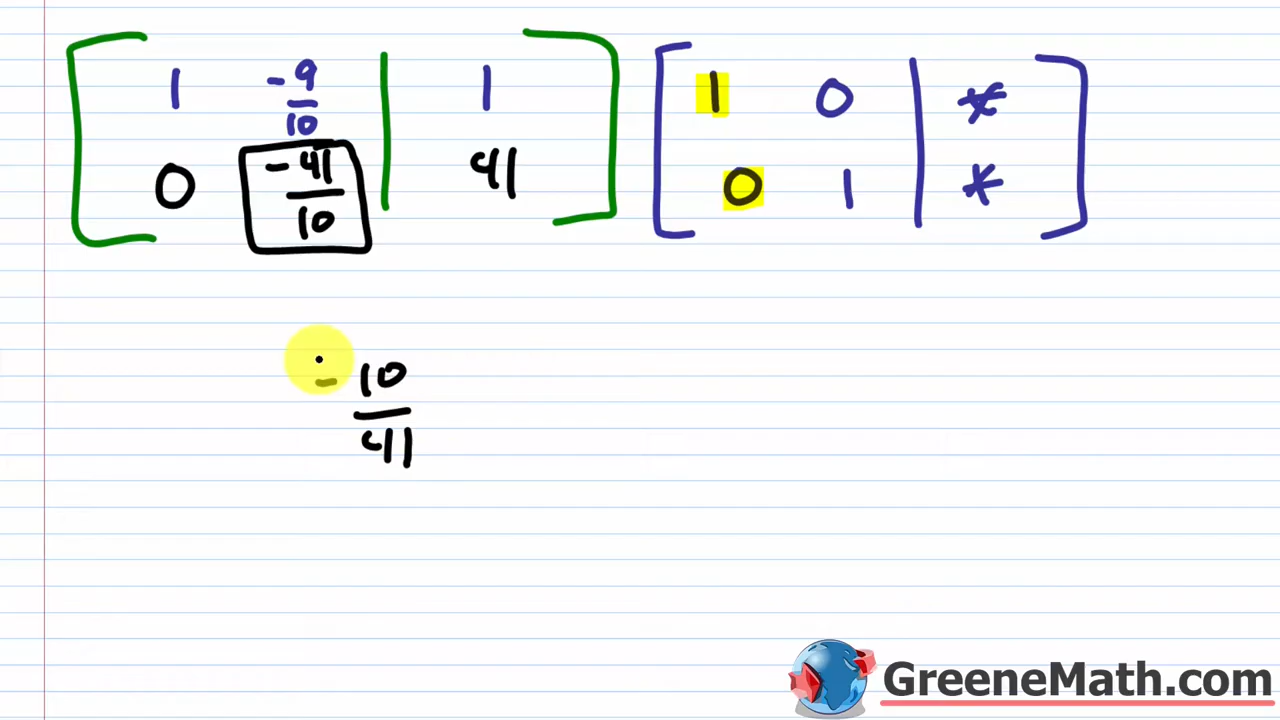 1 -9/10 | 1
0 -41/10 | 41
1 0 | *
0 1 | *
- 10/41
GreeneMath.com